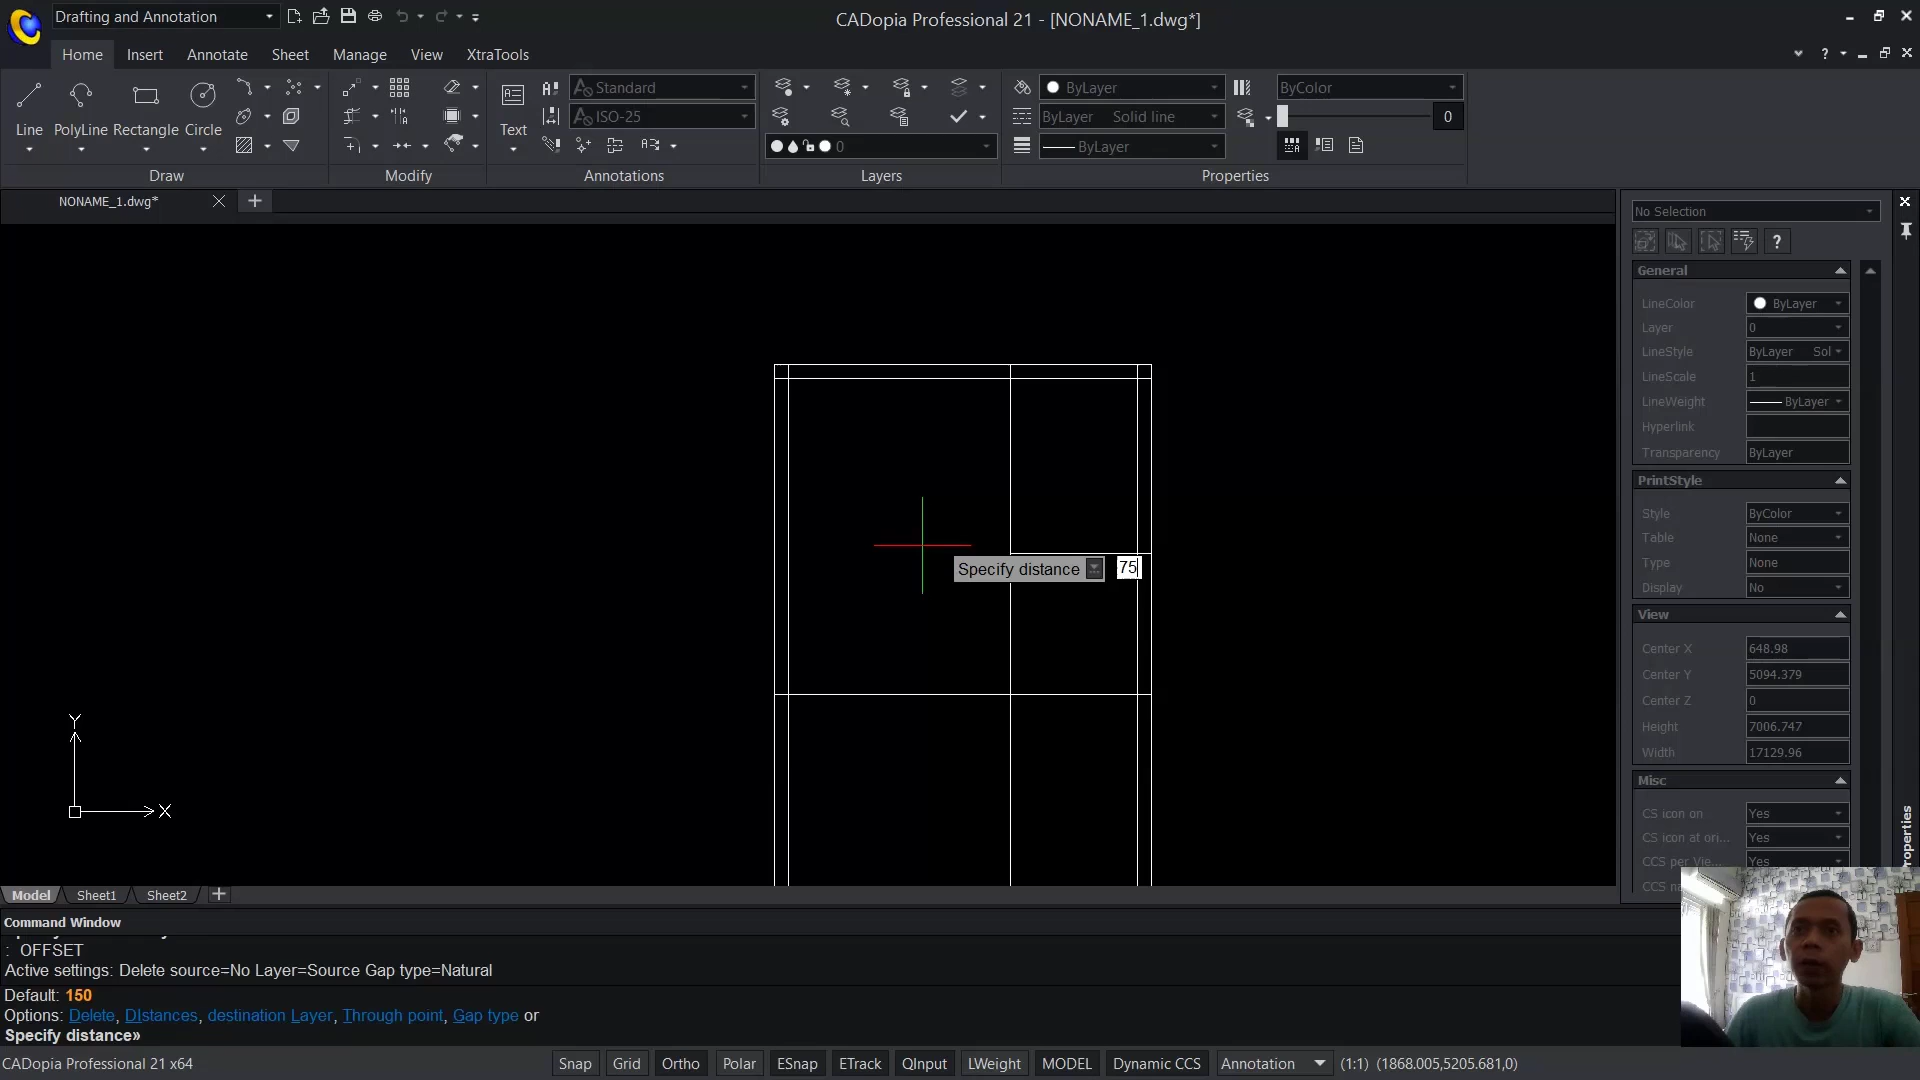 Drafting and Annotation
CADopia Professional 21 - [NONAME_1.dwg*]
Home
Insert
Annotate
Sheet
Manage
View
XtraTools
?
Line
PolyLine
Rectangle
Circle
Text
Standard
ISO-25
0
ByLayer
ByLayer Solid line
ByLayer
ByColor
0
Draw
Modify
Annotations
Layers
Properties
NONAME_1.dwg*
No Selection
?
General
LineColor ByLayer
Layer 0
LineStyle ByLayer Sol
LineScale 1
LineWeight ByLayer
Hyperlink
Transparency ByLayer
PrintStyle
Style ByColor
Table None
Type None
Display No
View
Center X 648.98
Center Y 5094.379
Center Z 0
Height 7006.747
Width 17129.96
Misc
CS icon on Yes
CS icon at ori... Yes
CCS per Vie... Yes
Specify distance 75
Y
X
Model
Sheet1
Sheet2
Command Window
: OFFSET
Active settings: Delete source=No Layer=Source Gap type=Natural
Default: 150
Options: Delete, DIstances, destination Layer, Through point, Gap type or
Specify distance»
CADopia Professional 21 x64
Snap
Grid
Ortho
Polar
ESnap
ETrack
QInput
LWeight
MODEL
Dynamic CCS
Annotation
(1:1) (1868.005,5205.681,0)